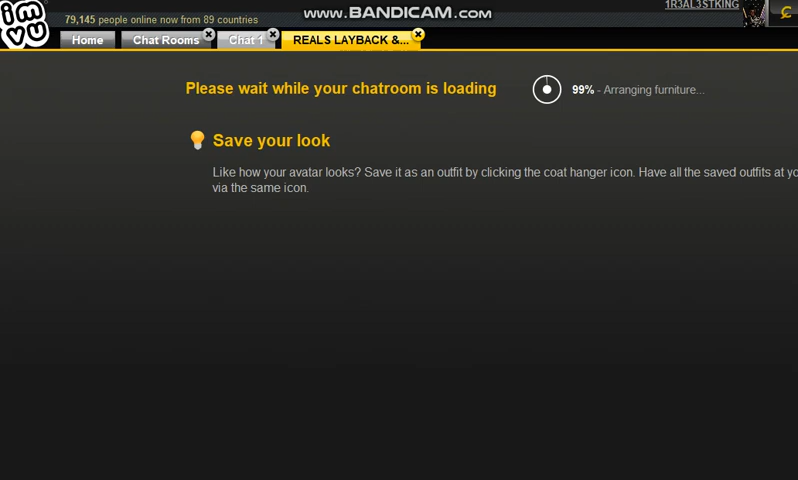 imvu
79,145 people online now from 89 countries
WWW.BANDICAM.COM
1R3AL3STKING
Home Chat Rooms Chat 1 REALS LAYBACK &...
Please wait while your chatroom is loading
99% - Arranging furniture...
Save your look
Like how your avatar looks? Save it as an outfit by clicking the coat hanger icon. Have all the saved outfits at yo
via the same icon.